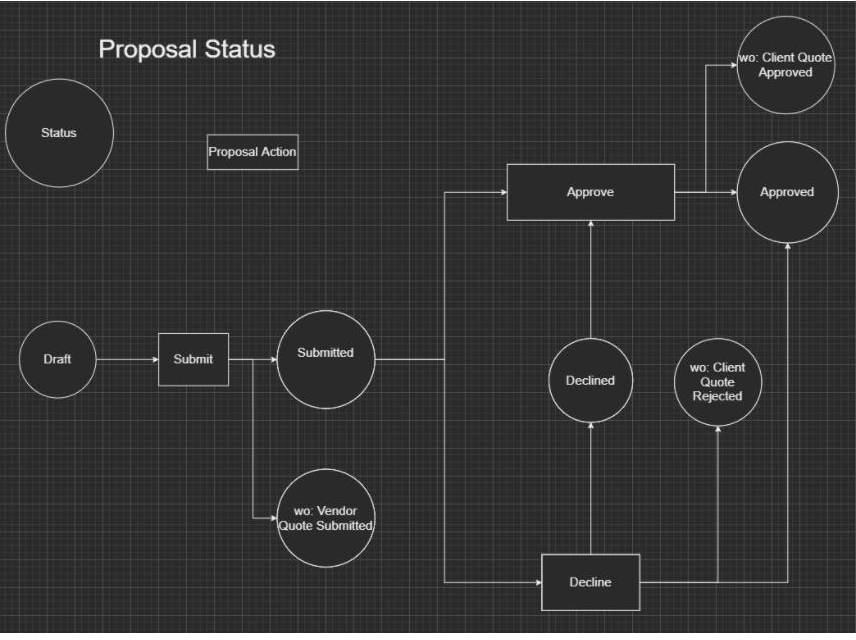 Proposal Status
Status
Proposal Action
wo: Client Quote
Approved
Approve
Approved
Draft
Submit
Submitted
Declined
wo: Client
Quote
Rejected
wo: Vendor
Quote Submitted
Decline